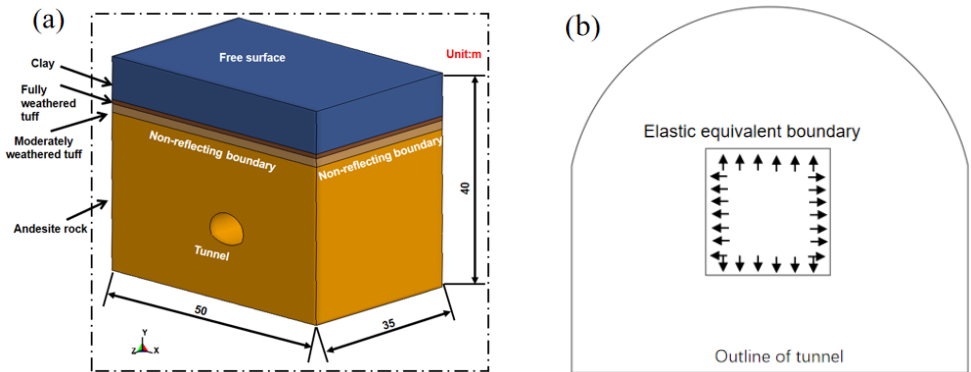 (a)
Free surface
Unit:m
Clay
Fully
weathered
tuff
Moderately
weathered tuff
Non-reflecting boundary
Non-reflecting boundary
Andesite rock
Tunnel
40
50
35
Y
Z
X
(b)
Elastic equivalent boundary
Outline of tunnel